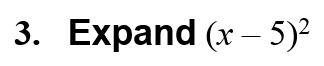 3. Expand (x – 5)²